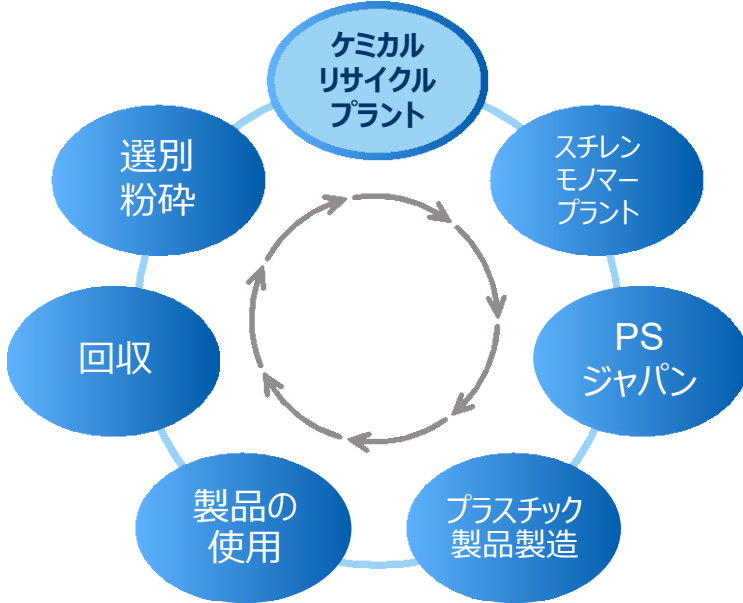 ケミカル
リサイクル
プラント
スチレン
モノマー
プラント
PS
ジャパン
プラスチック
製品製造
製品の
使用
回収
選別
粉砕